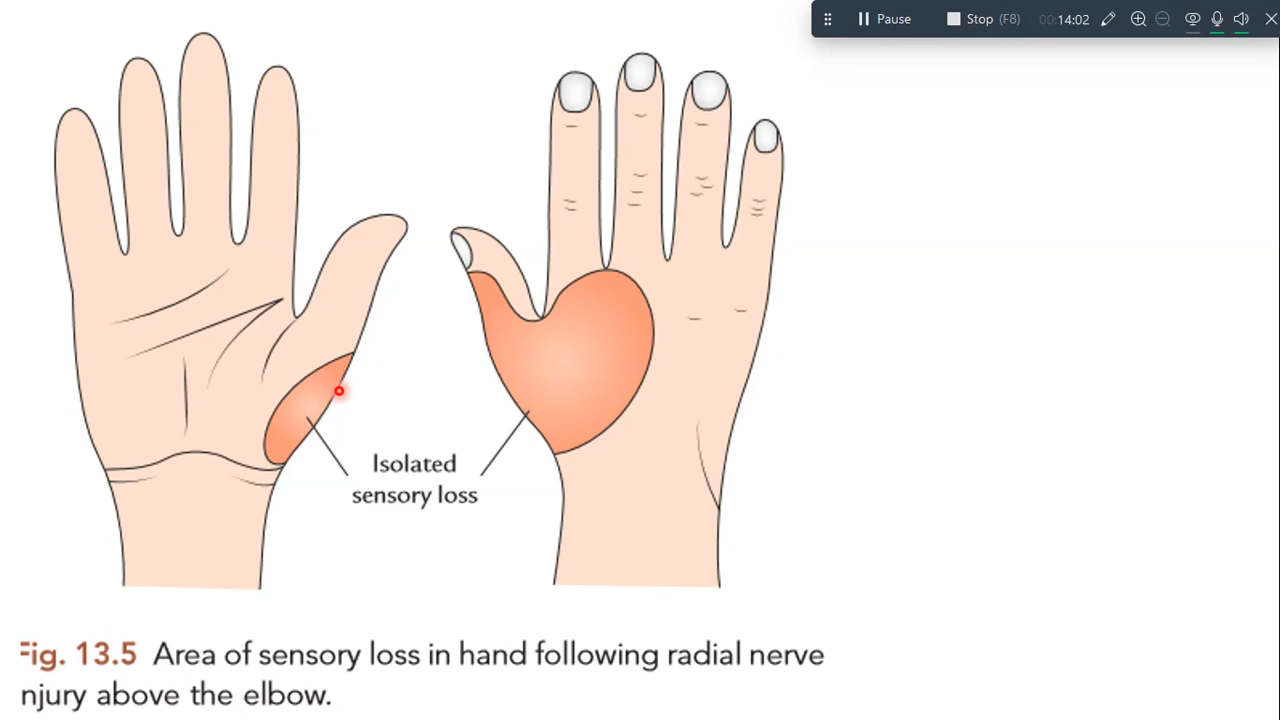 Pause Stop (F8) 00:14:02
Isolated
sensory loss
Fig. 13.5 Area of sensory loss in hand following radial nerve
njury above the elbow.